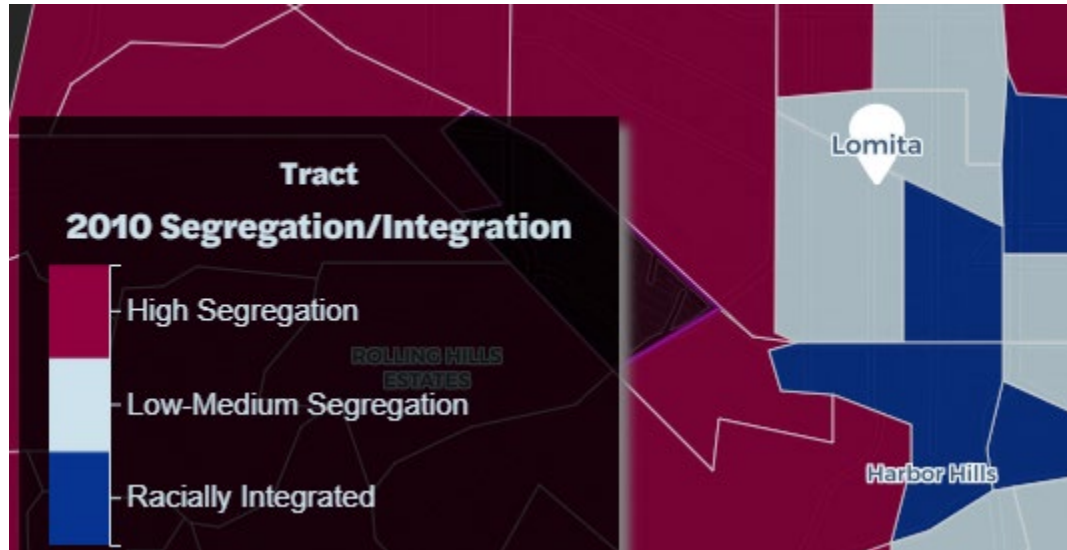 Lomita
Tract
2010 Segregation/Integration
High Segregation
ROLLING HILLS
ESTATES
Low-Medium Segregation
Harbor Hills
Racially Integrated